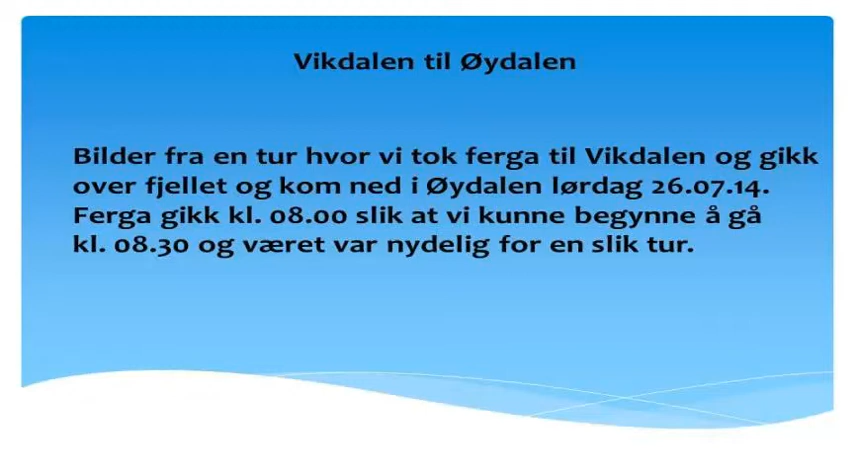 Vikdalen til Øydalen
Bilder fra en tur hvor vi tok ferga til Vikdalen og gikk
over fjellet og kom ned i Øydalen lørdag 26.07.14.
Ferga gikk kl. 08.00 slik at vi kunne begynne å gå
kl. 08.30 og været var nydelig for en slik tur.